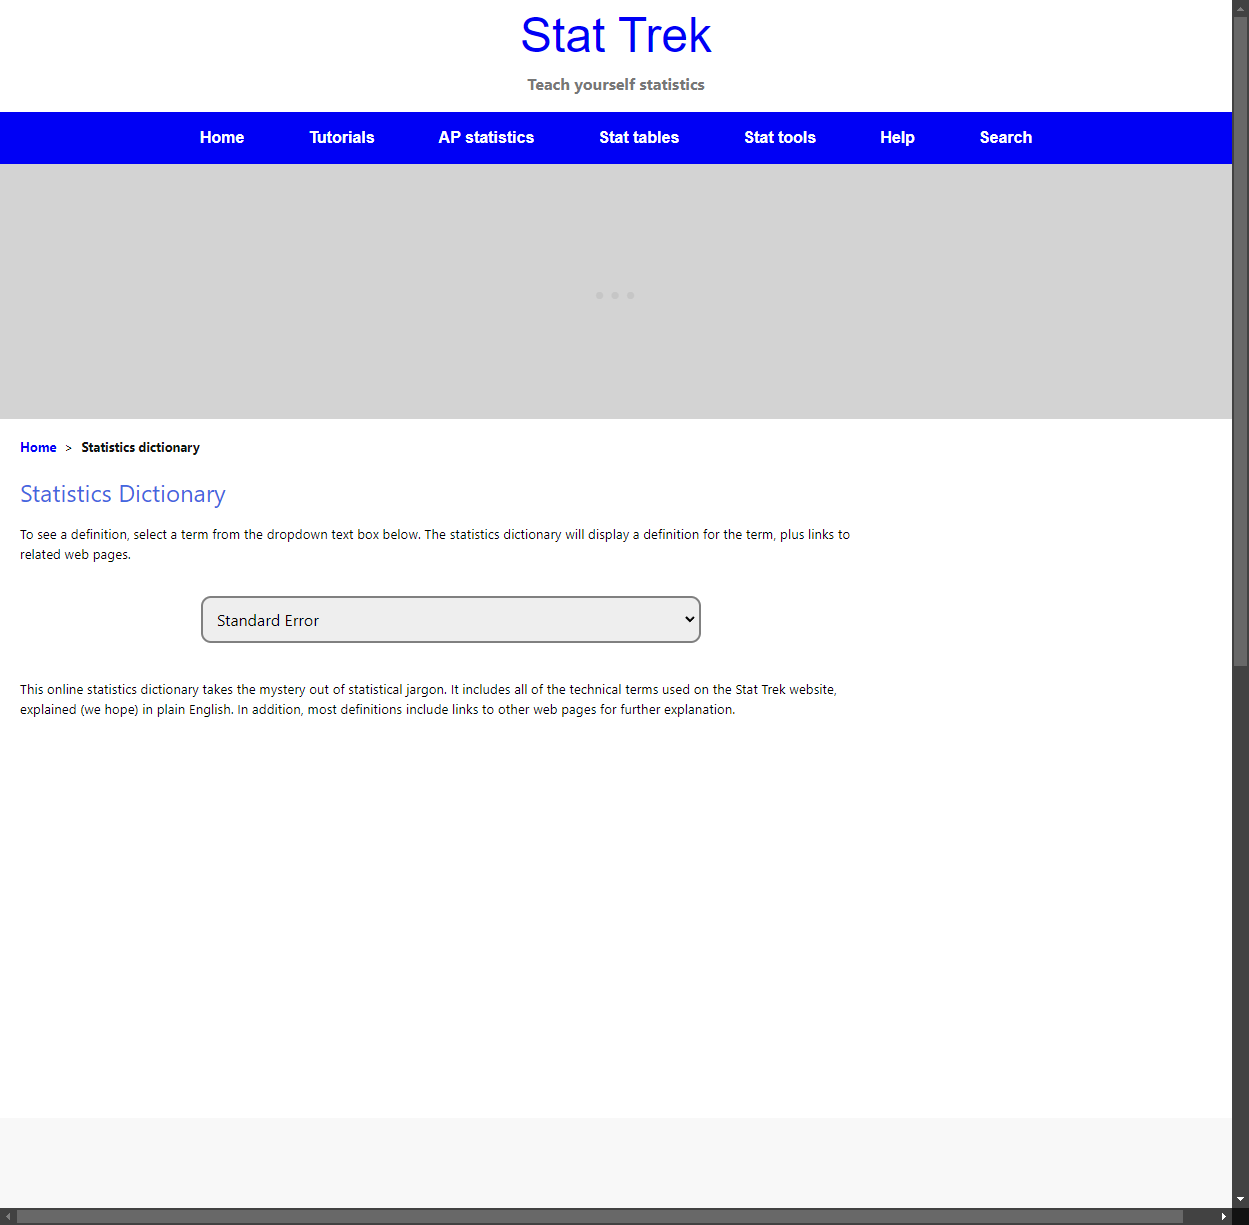 Stat Trek
Teach yourself statistics
Home Tutorials AP statistics Stat tables Stat tools Help Search
Home > Statistics dictionary
Statistics Dictionary
To see a definition, select a term from the dropdown text box below. The statistics dictionary will display a definition for the term, plus links to
related web pages.
Standard Error
This online statistics dictionary takes the mystery out of statistical jargon. It includes all of the technical terms used on the Stat Trek website,
explained (we hope) in plain English. In addition, most definitions include links to other web pages for further explanation.